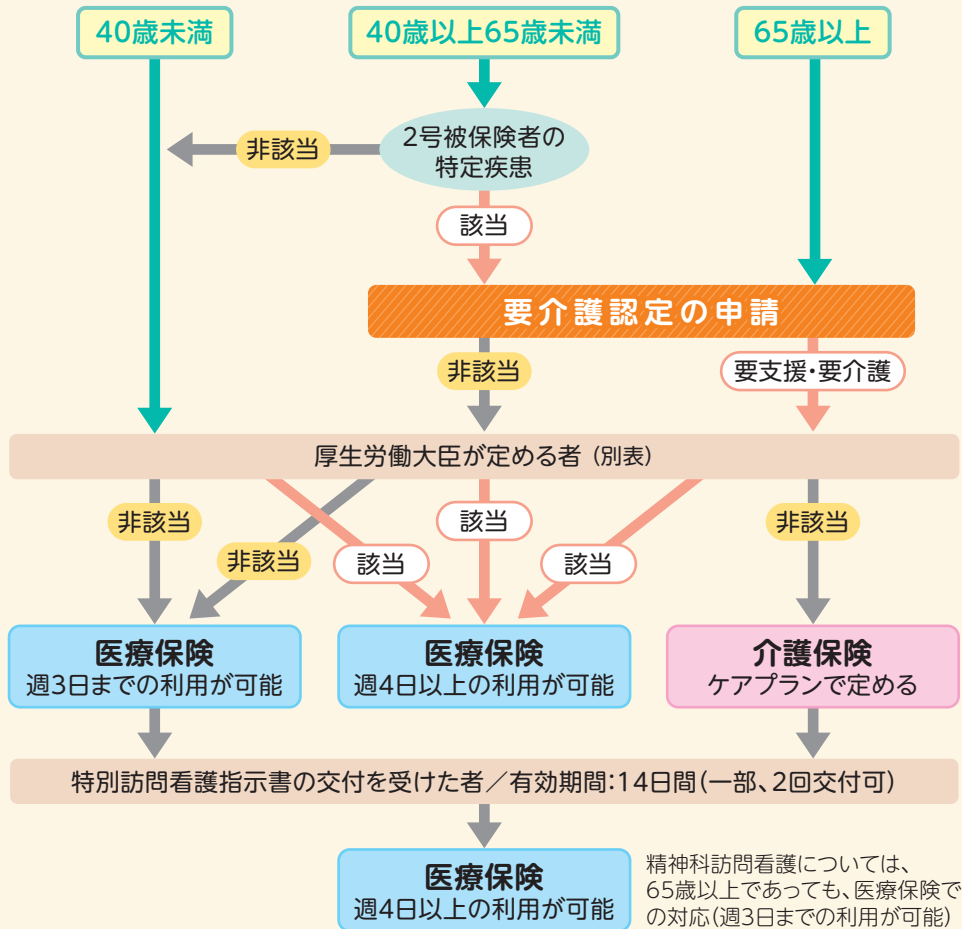 40歳未満
40歳以上65歳未満
65歳以上
2号被保険者の
特定疾患
非該当
該当
要介護認定の申請
非該当
要支援・要介護
厚生労働大臣が定める者（別表）
非該当
非該当
該当
該当
該当
非該当
医療保険
週3日までの利用が可能
医療保険
週4日以上の利用が可能
介護保険
ケアプランで定める
特別訪問看護指示書の交付を受けた者／有効期間:14日間(一部、2回交付可)
医療保険
週4日以上の利用が可能
精神科訪問看護については、
65歳以上であっても、医療保険で
の対応(週3日までの利用が可能)